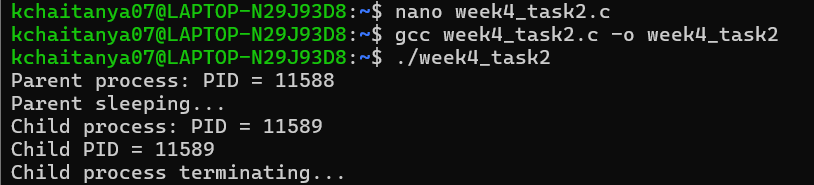 kchaitanya07@LAPTOP-N29J93D8:~$ nano week4_task2.c
kchaitanya07@LAPTOP-N29J93D8:~$ gcc week4_task2.c -o week4_task2
kchaitanya07@LAPTOP-N29J93D8:~$ ./week4_task2
Parent process: PID = 11588
Parent sleeping...
Child process: PID = 11589
Child PID = 11589
Child process terminating...